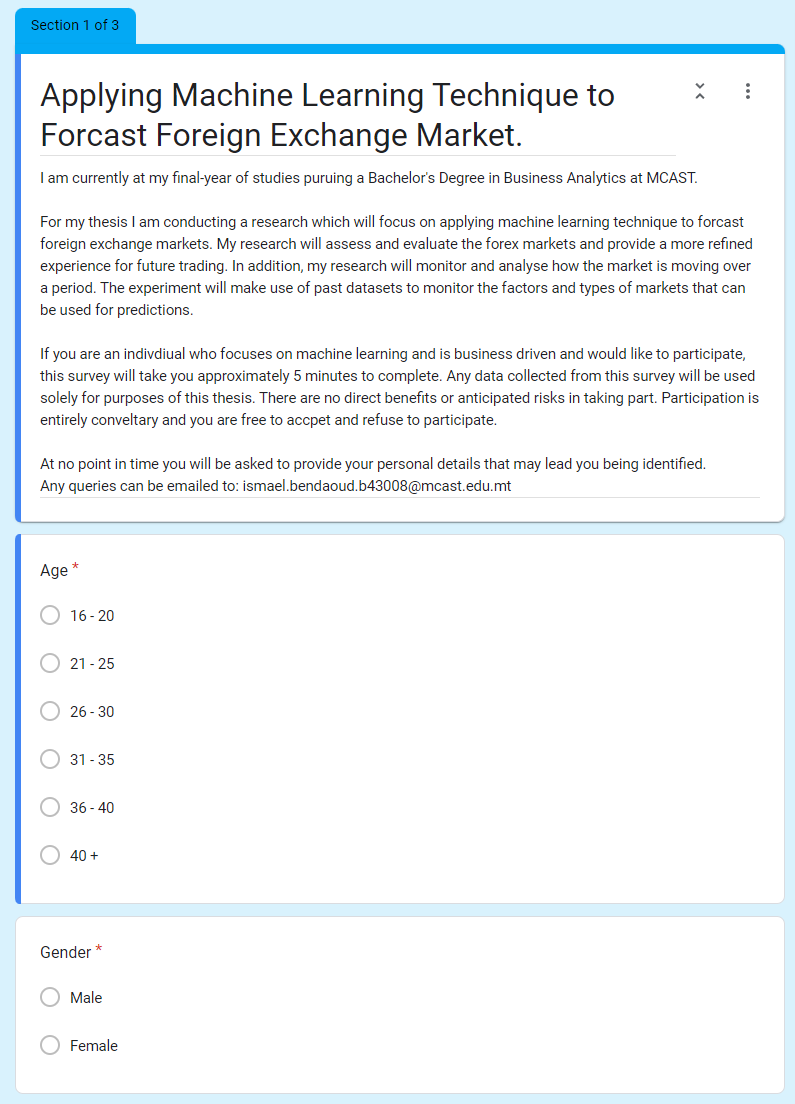 Section 1 of 3
Applying Machine Learning Technique to
Forcast Foreign Exchange Market.
I am currently at my final-year of studies puruing a Bachelor's Degree in Business Analytics at MCAST.
For my thesis I am conducting a research which will focus on applying machine learning technique to forcast
foreign exchange markets. My research will assess and evaluate the forex markets and provide a more refined
experience for future trading. In addition, my research will monitor and analyse how the market is moving over
a period. The experiment will make use of past datasets to monitor the factors and types of markets that can
be used for predictions.
If you are an indivdiual who focuses on machine learning and is business driven and would like to participate,
this survey will take you approximately 5 minutes to complete. Any data collected from this survey will be used
solely for purposes of this thesis. There are no direct benefits or anticipated risks in taking part. Participation is
entirely conveltary and you are free to accpet and refuse to participate.
At no point in time you will be asked to provide your personal details that may lead you being identified.
Any queries can be emailed to: ismael.bendaoud.b43008@mcast.edu.mt
Age *
16 - 20
21 - 25
26 - 30
31 - 35
36 - 40
40 +
Gender *
Male
Female